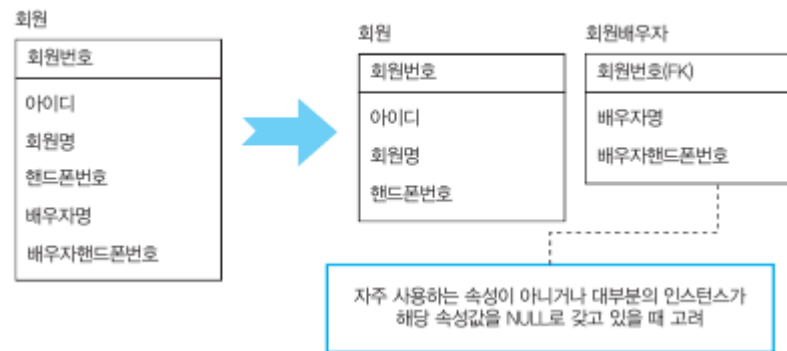 회원
회원번호
아이디
회원명
핸드폰번호
배우자명
배우자핸드폰번호
회원
회원번호
아이디
회원명
핸드폰번호
회원배우자
회원번호(FK)
배우자명
배우자핸드폰번호
자주 사용하는 속성이 아니거나 대부분의 인스턴스가
해당 속성값을 NULL로 갖고 있을 때 고려